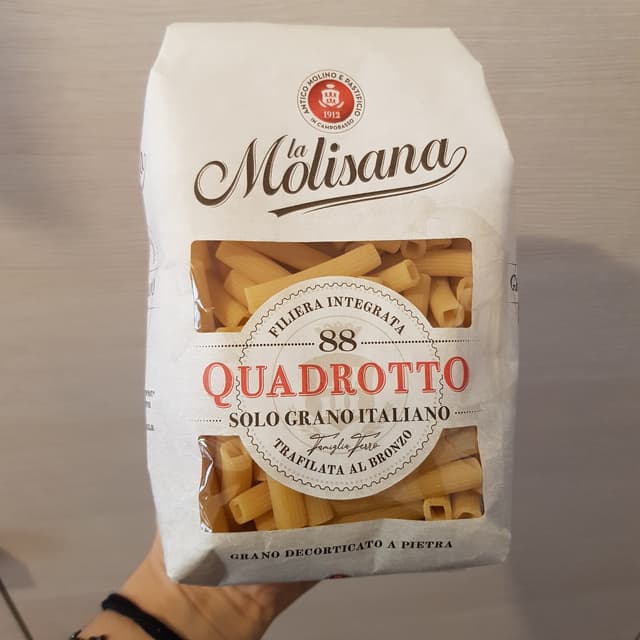 ANTICO MOLINO E PASTIFICIO
1912
IN CAMPOBASSO
la
Molisana
FILIERA INTEGRATA
88
QUADROTTO
SOLO GRANO ITALIANO
Famiglia Ferro
TRAFILATA AL BRONZO
GRANO DECORTICATO A PIETRA